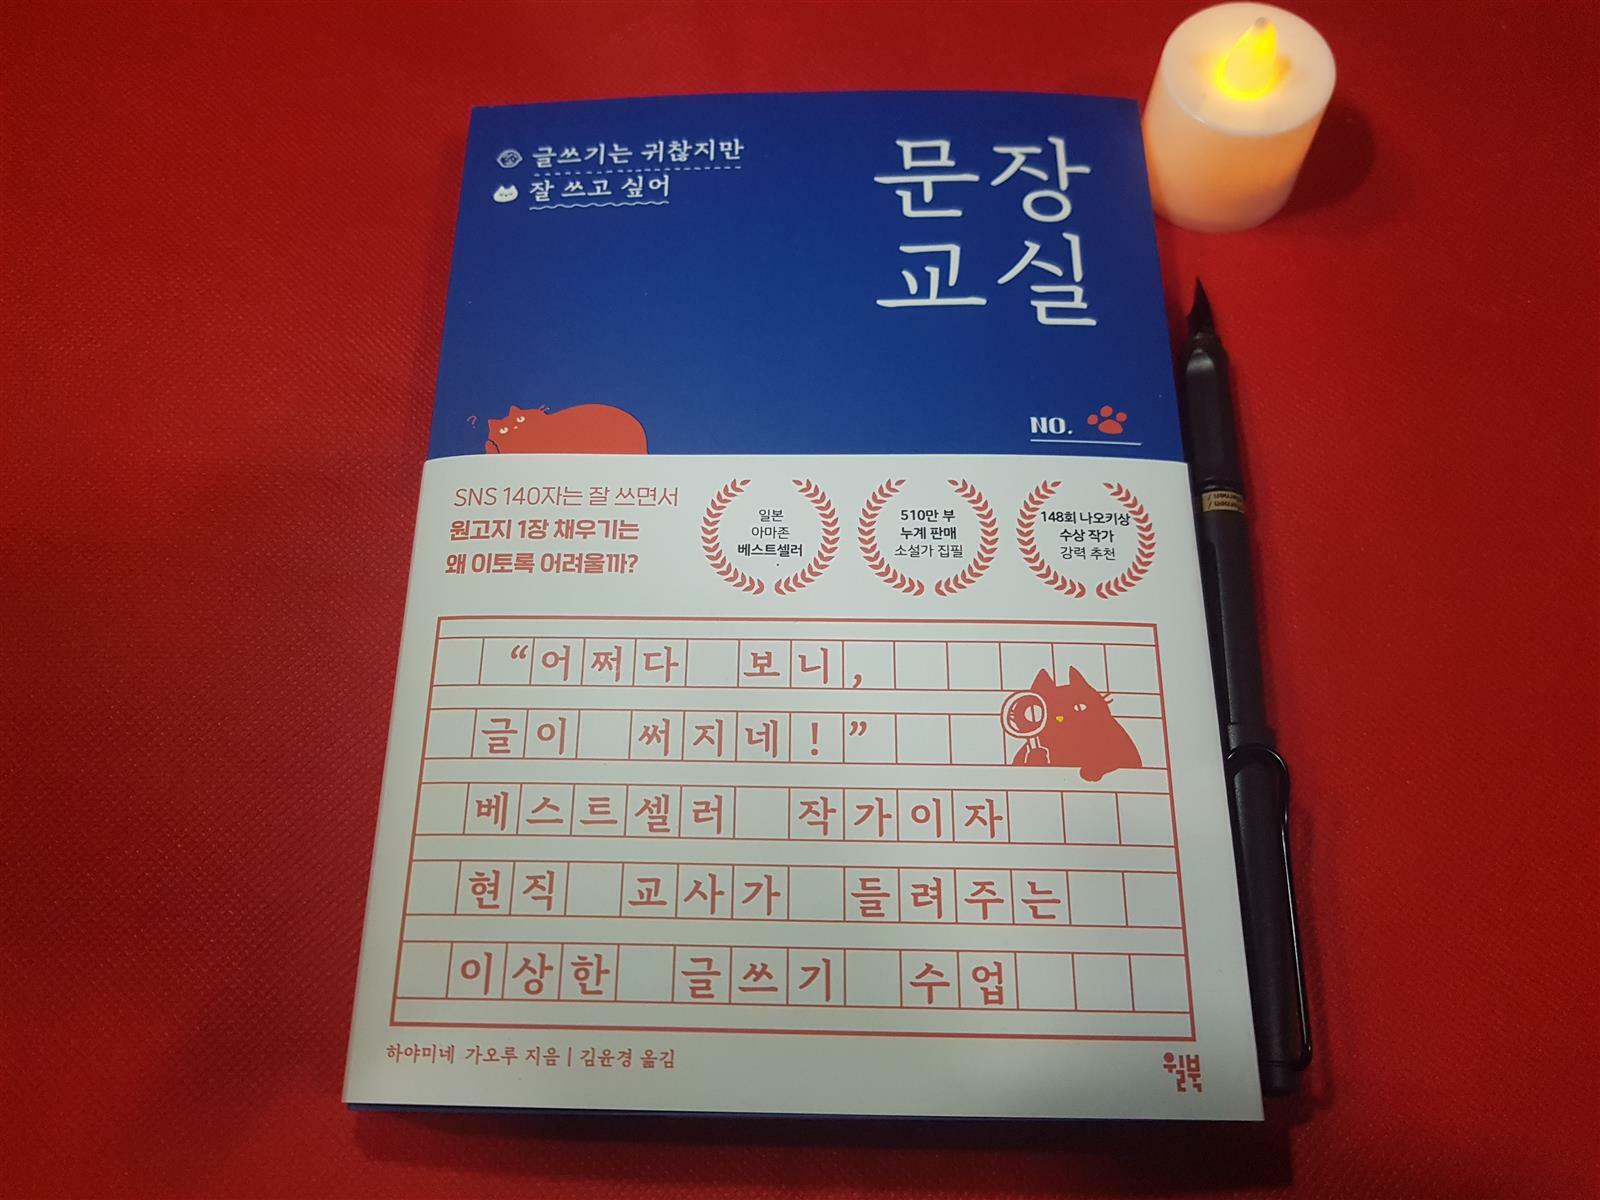 글쓰기는 귀찮지만
잘 쓰고 싶어
문장
교실
?
NO.
SNS 140자는 잘 쓰면서
원고지 1장 채우기는
왜 이토록 어려울까?
일본
아마존
베스트셀러
510만 부
누계 판매
소설가 집필
148회 나오키상
수상 작가
강력 추천
“어쩌다 보니,
글이 써지네!”
베스트셀러 작가이자
현직 교사가 들려주는
이상한 글쓰기 수업
하야미네 가오루 지음 | 김윤경 옮김
윌북